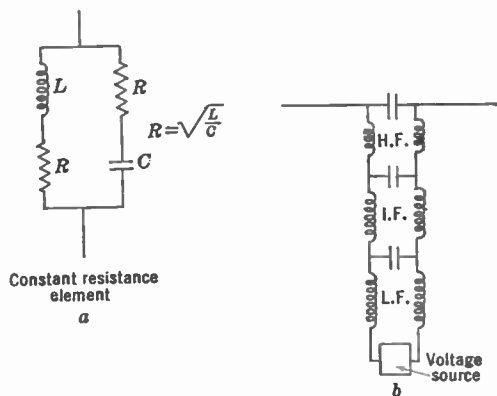 L
R
R=√L/C
R
C
Constant resistance
element
a
H.F.
I.F.
L.F.
Voltage
source
b